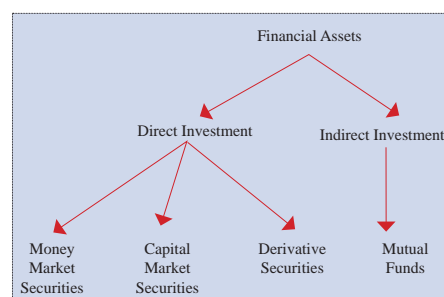 Financial Assets
Direct Investment
Indirect Investment
Money
Market
Securities
Capital
Market
Securities
Derivative
Securities
Mutual
Funds